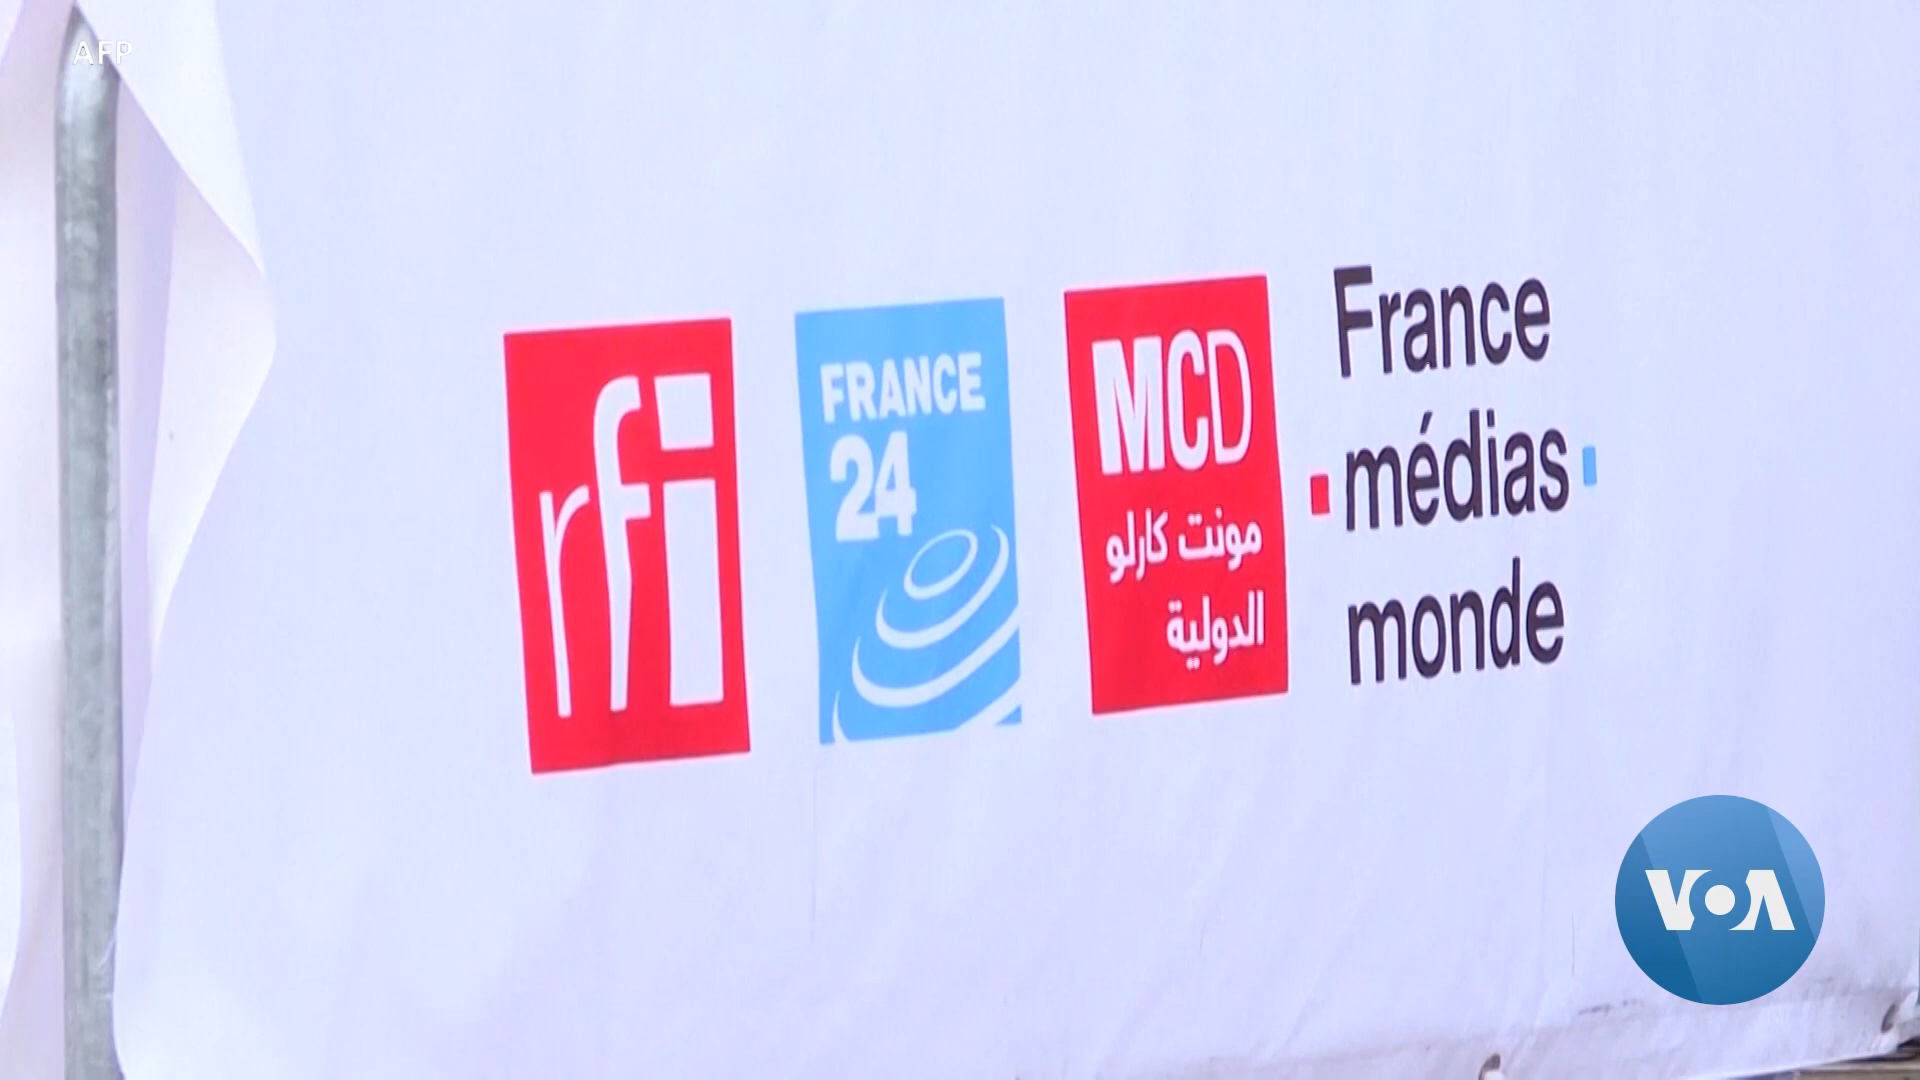 AFP
rfi
FRANCE
24
MCD
مونت كارلو
الدولية
France
médias
monde
VOA